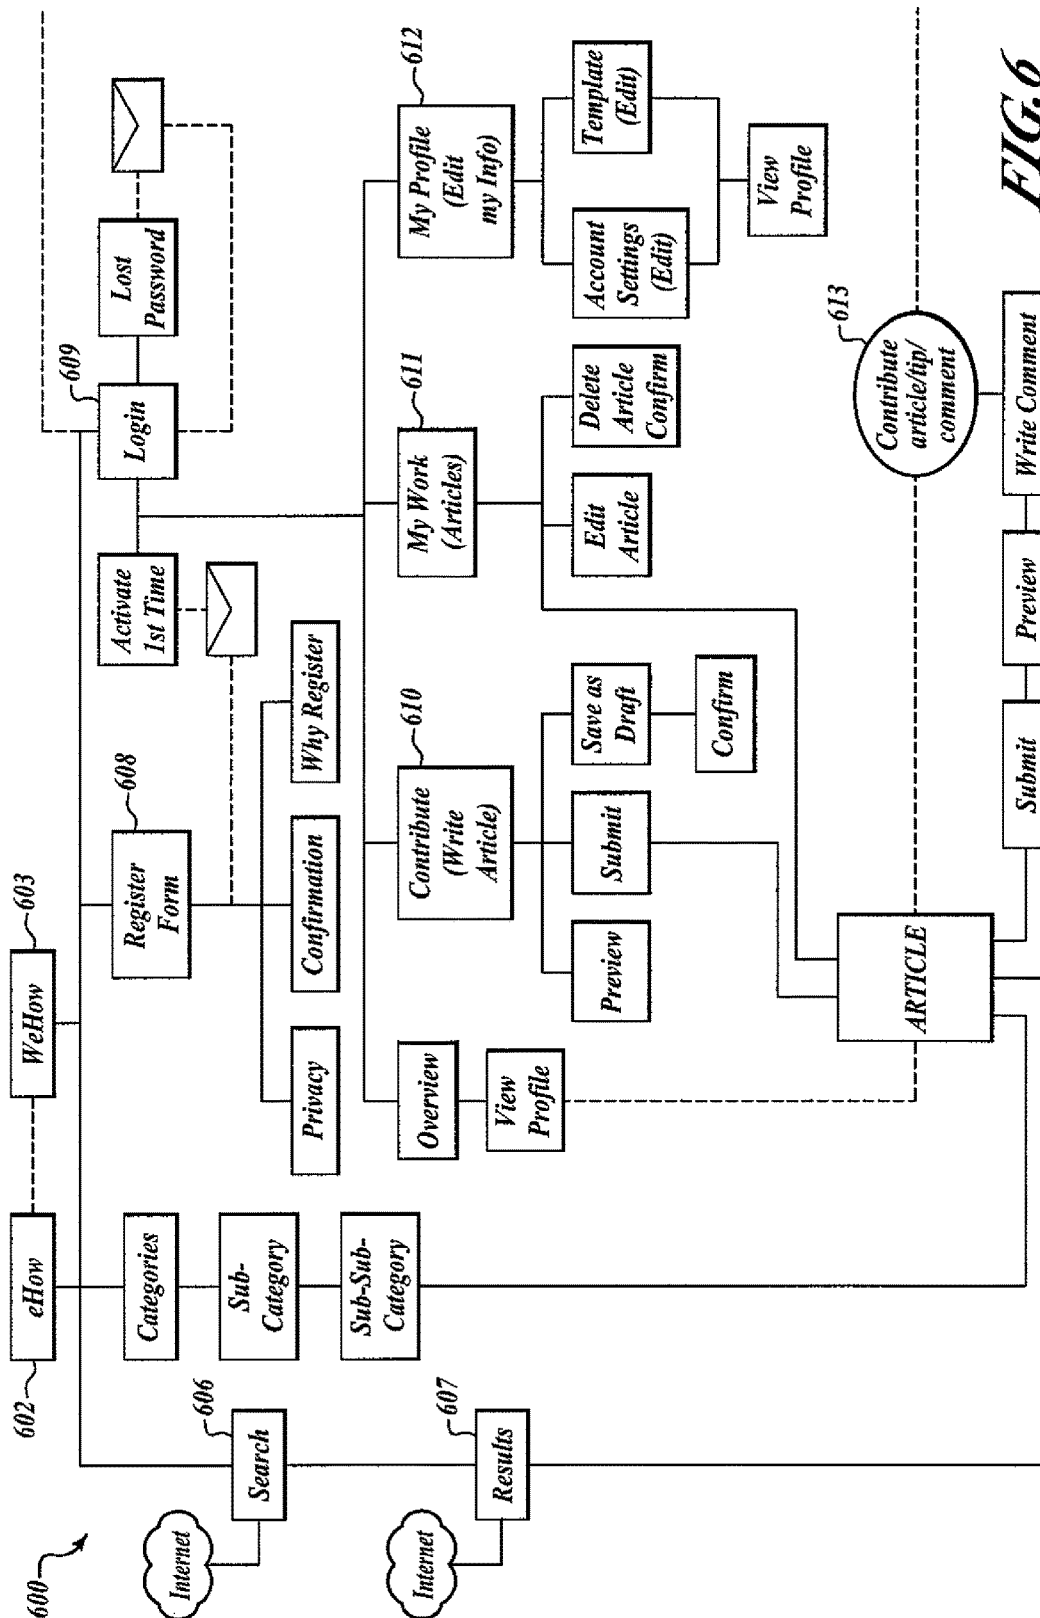 600
602
eHow
WeHow
603
Internet
Search
606
Categories
Register
Form
608
Activate
1st Time
Login
609
Lost
Password
Sub-
Category
Privacy
Confirmation
Why Register
Sub-Sub-
Category
Internet
Results
607
Overview
View
Profile
Contribute
(Write
Article)
610
My Work
(Articles)
611
My Profile
(Edit
my Info)
612
Preview
Submit
Save as
Draft
Confirm
Edit
Article
Delete
Article
Confirm
Account
Settings
(Edit)
Template
(Edit)
View
Profile
ARTICLE
Contribute
article/tip/
comment
613
Submit
Preview
Write Comment
FIG.6